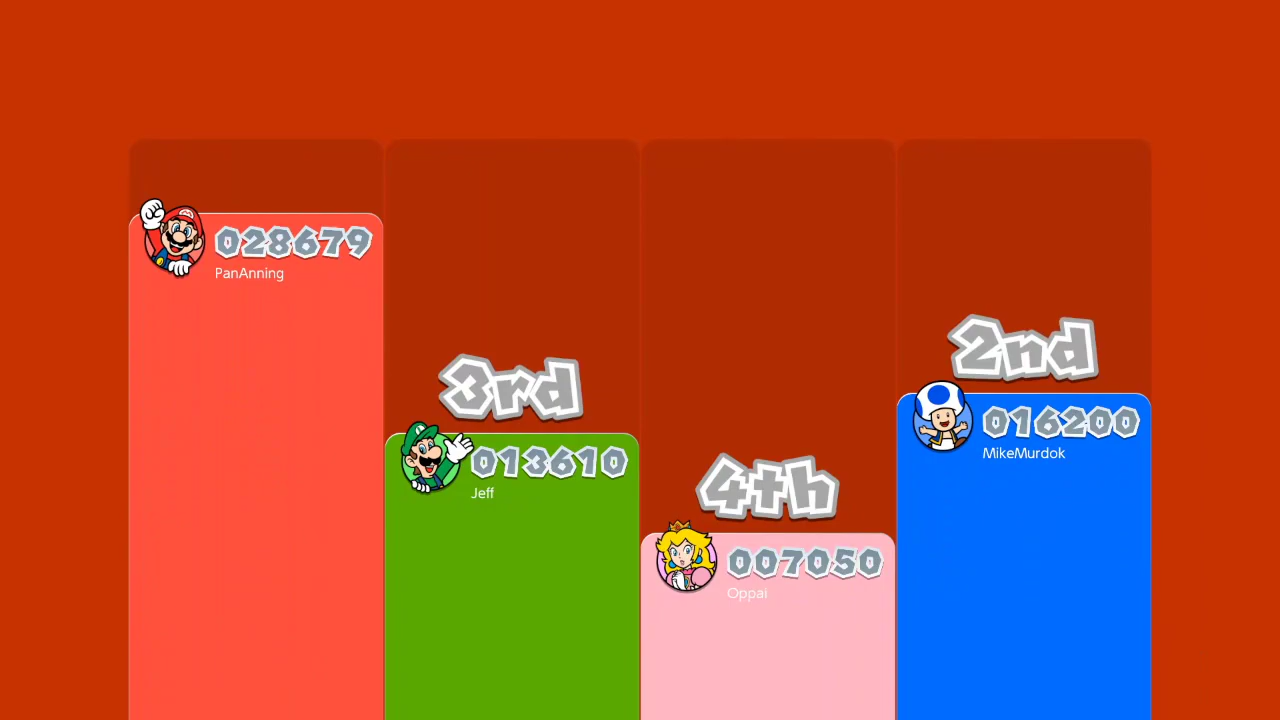 028679
PanAnning
3rd
013610
Jeff
4th
007050
Oppai
2nd
016200
MikeMurdok